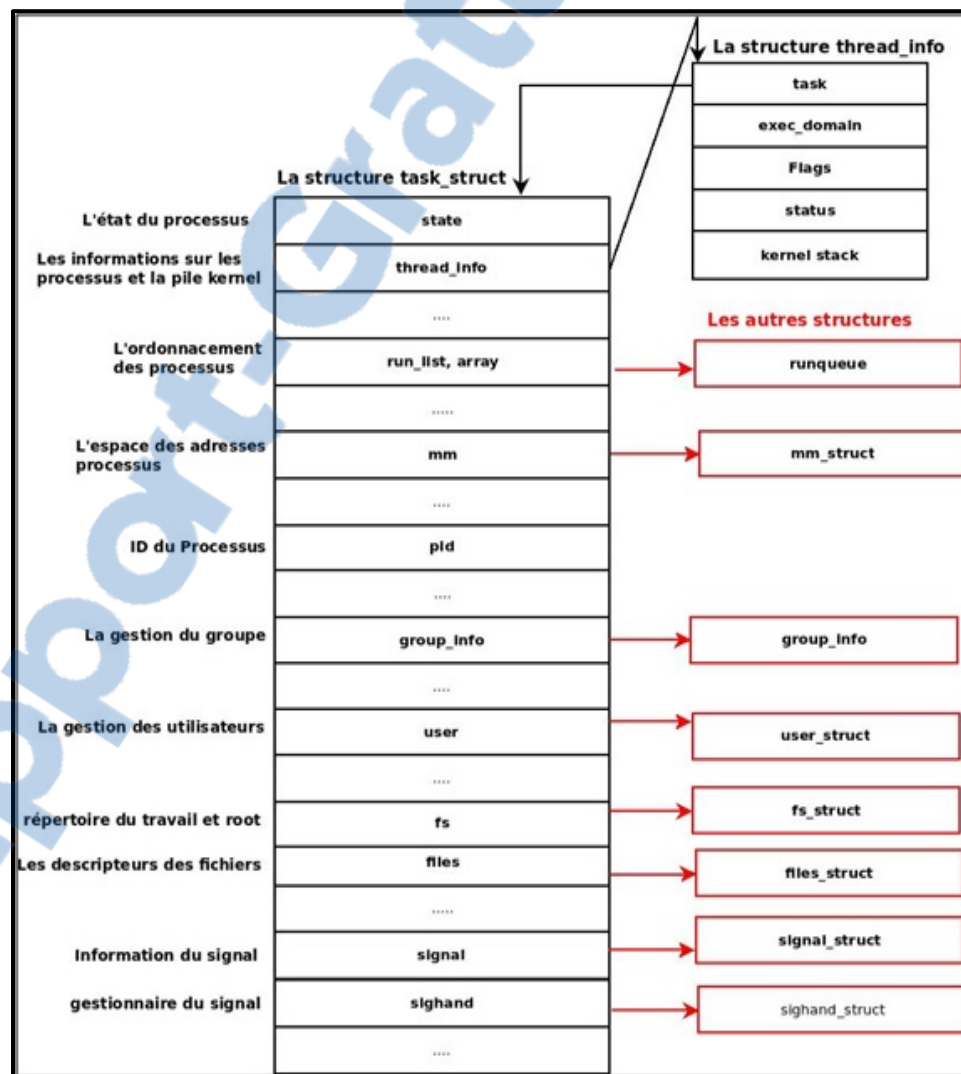 La structure thread_info
task
exec_domain
Flags
status
kernel stack
La structure task_struct
L'état du processus
state
Les informations sur les
processus et la pile kernel
thread_info
....
Les autres structures
L'ordonnacement
des processus
run_list, array
runqueue
.....
L'espace des adresses
processus
mm
mm_struct
....
ID du Processus
pid
....
La gestion du groupe
group_info
group_info
....
La gestion des utilisateurs
user
user_struct
....
répertoire du travail et root
fs
fs_struct
Les descripteurs des fichiers
files
files_struct
.....
Information du signal
signal
signal_struct
gestionnaire du signal
sighand
sighand_struct
....